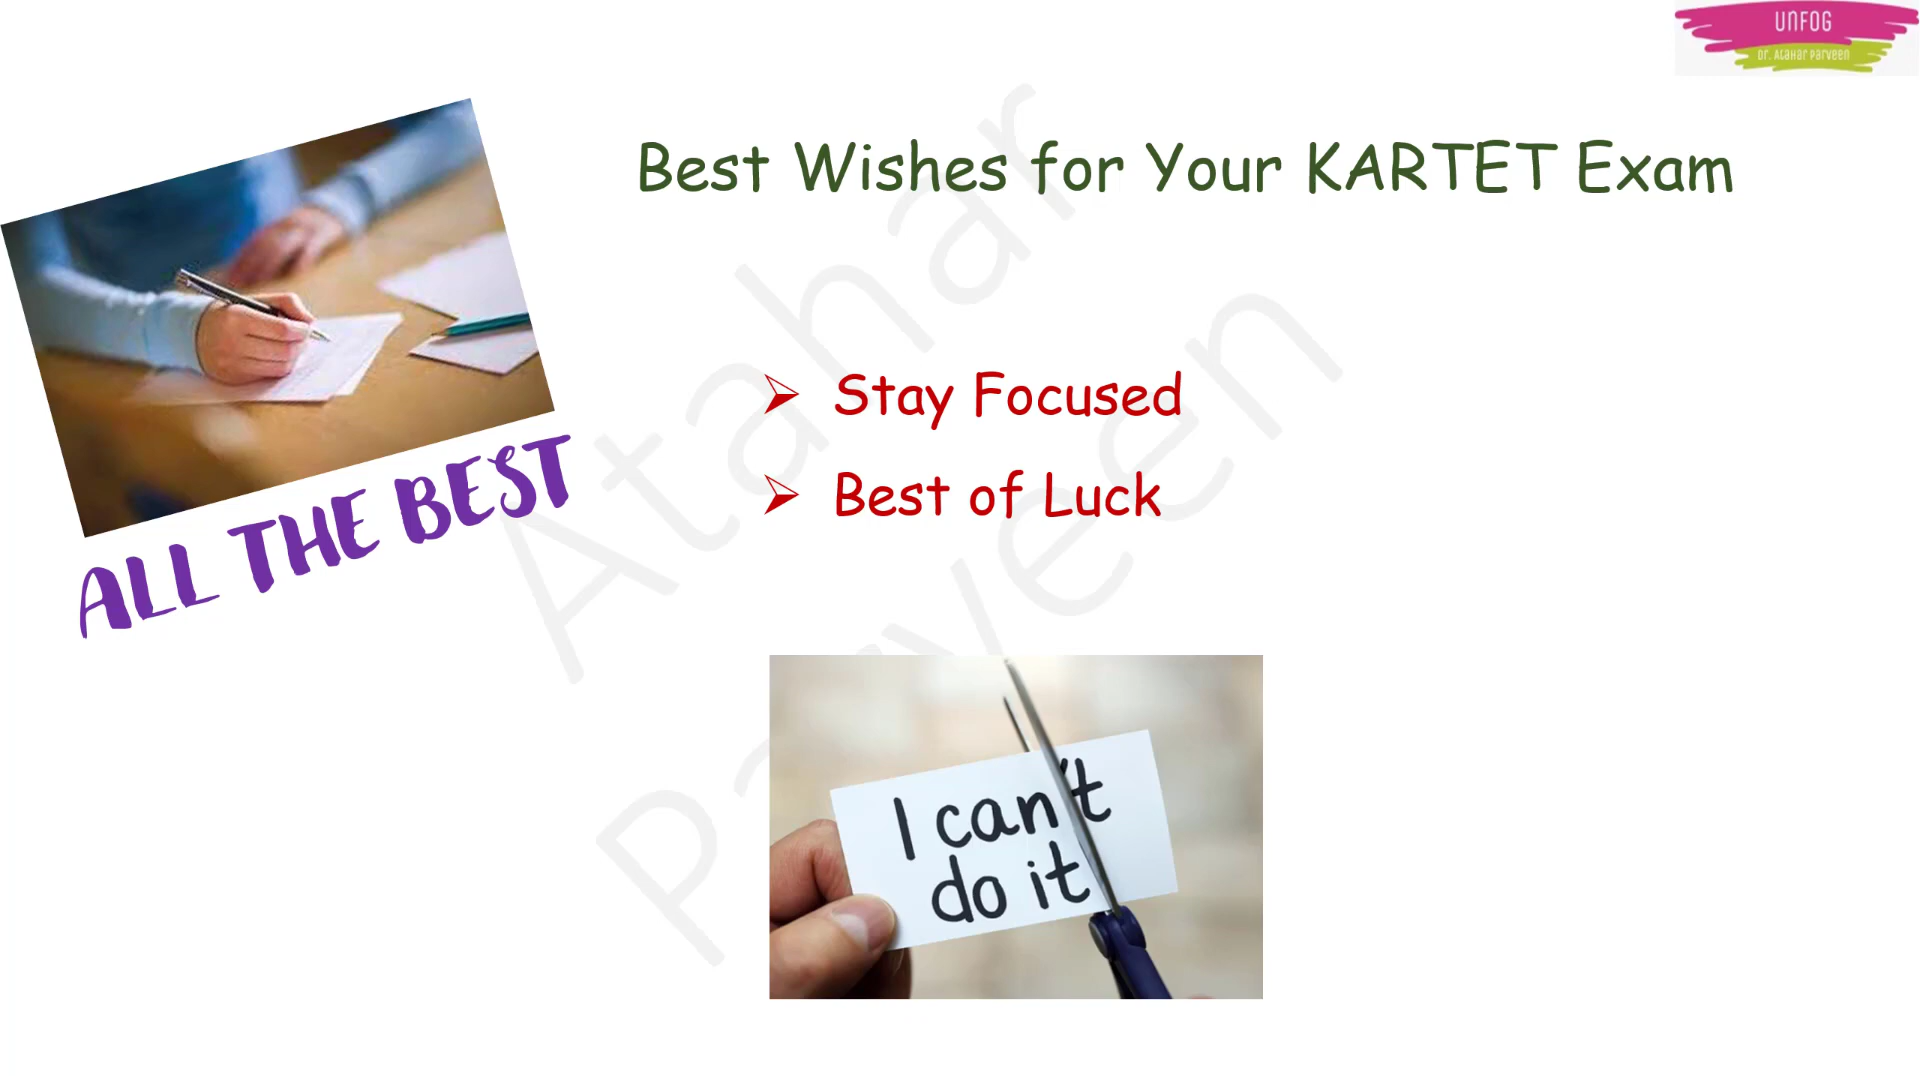 UNFOG
Dr. Atahar Parveen
Best Wishes for Your KARTET Exam
➢ Stay Focused
➢ Best of Luck
ALL THE BEST
I can't
do it
Atahar
Parveen